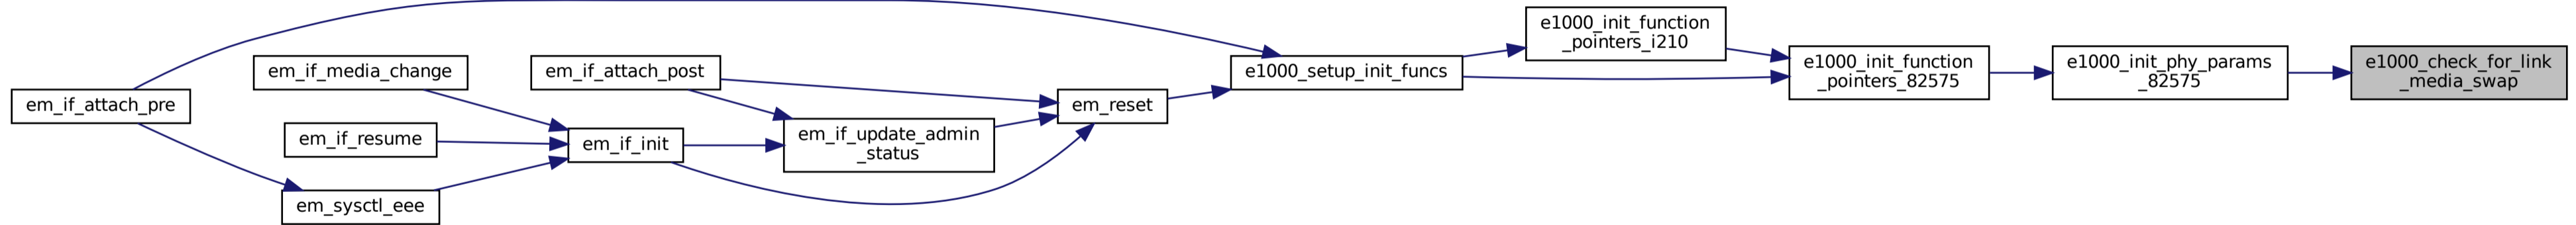 em_if_attach_pre
em_if_media_change
em_if_resume
em_sysctl_eee
em_if_attach_post
em_if_init
em_if_update_admin
_status
em_reset
e1000_setup_init_funcs
e1000_init_function
_pointers_i210
e1000_init_function
_pointers_82575
e1000_init_phy_params
_82575
e1000_check_for_link
_media_swap